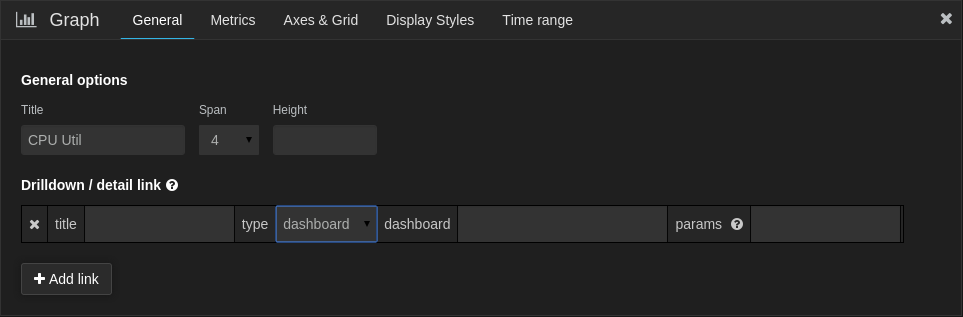 Graph General Metrics Axes & Grid Display Styles Time range
General options
Title Span Height
CPU Util 4
Drilldown / detail link
title type dashboard dashboard params
Add link